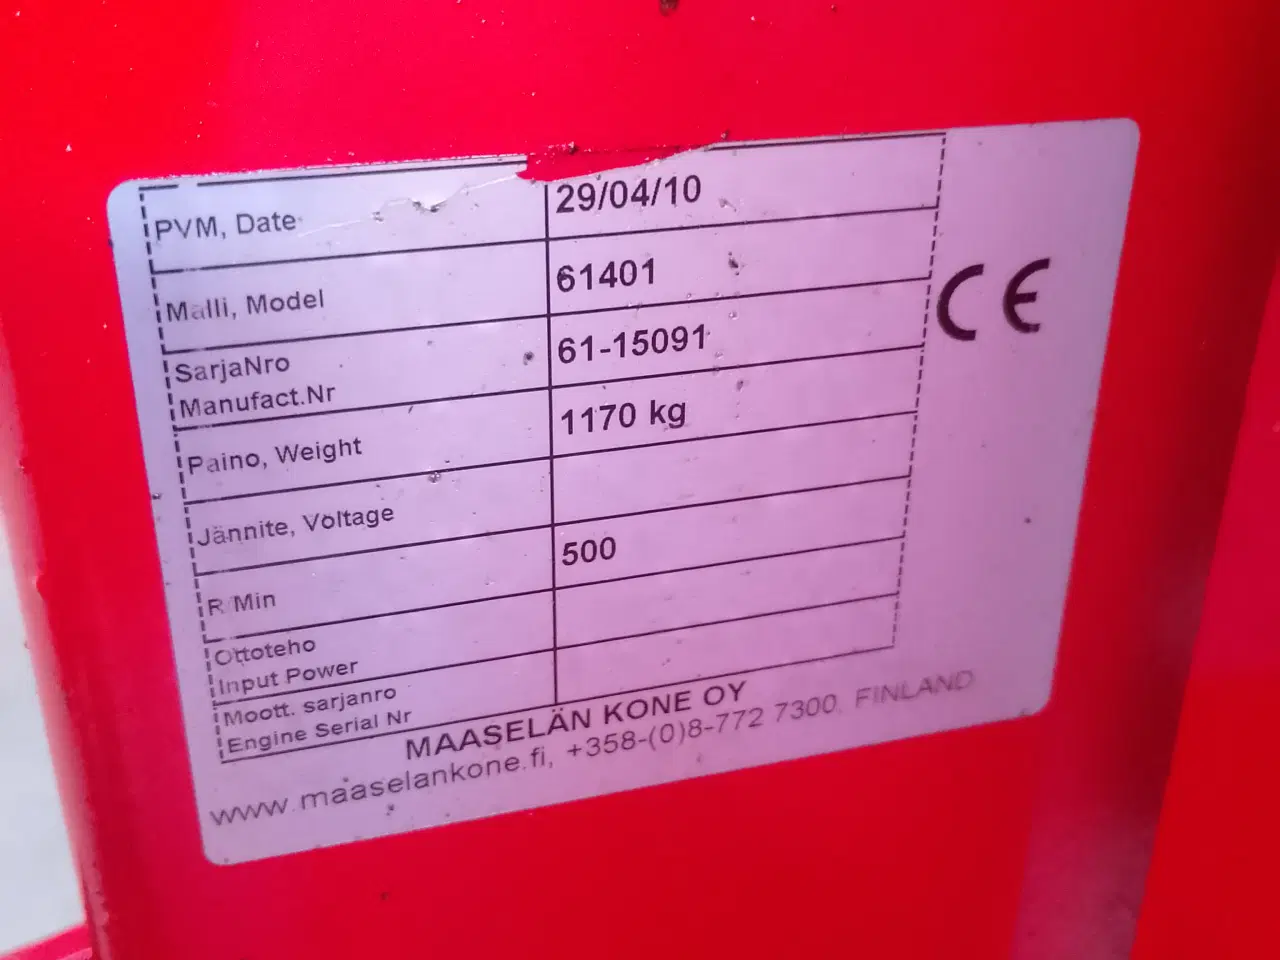 PVM, Date 29/04/10
Malli, Model 61401
SarjaNro
Manufact.Nr 61-15091
Paino, Weight 1170 kg
Jännite, Voltage
R/Min 500
Ottoteho
Input Power
Moott. sarjanro
Engine Serial Nr
CE
MAASELÄN KONE OY
www.maaselankone.fi, +358-(0)8-772 7300, FINLAND